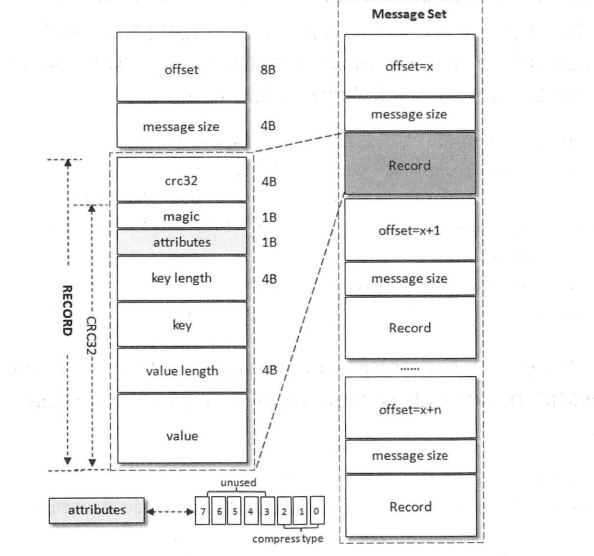 Message Set
offset
8B
message size
4B
crc32
4B
magic
1B
attributes
1B
key length
4B
key
value length
4B
value
RECORD
CRC32
offset=x
message size
Record
offset=x+1
message size
Record
......
offset=x+n
message size
Record
unused
attributes
7 6 5 4 3 2 1 0
compress type